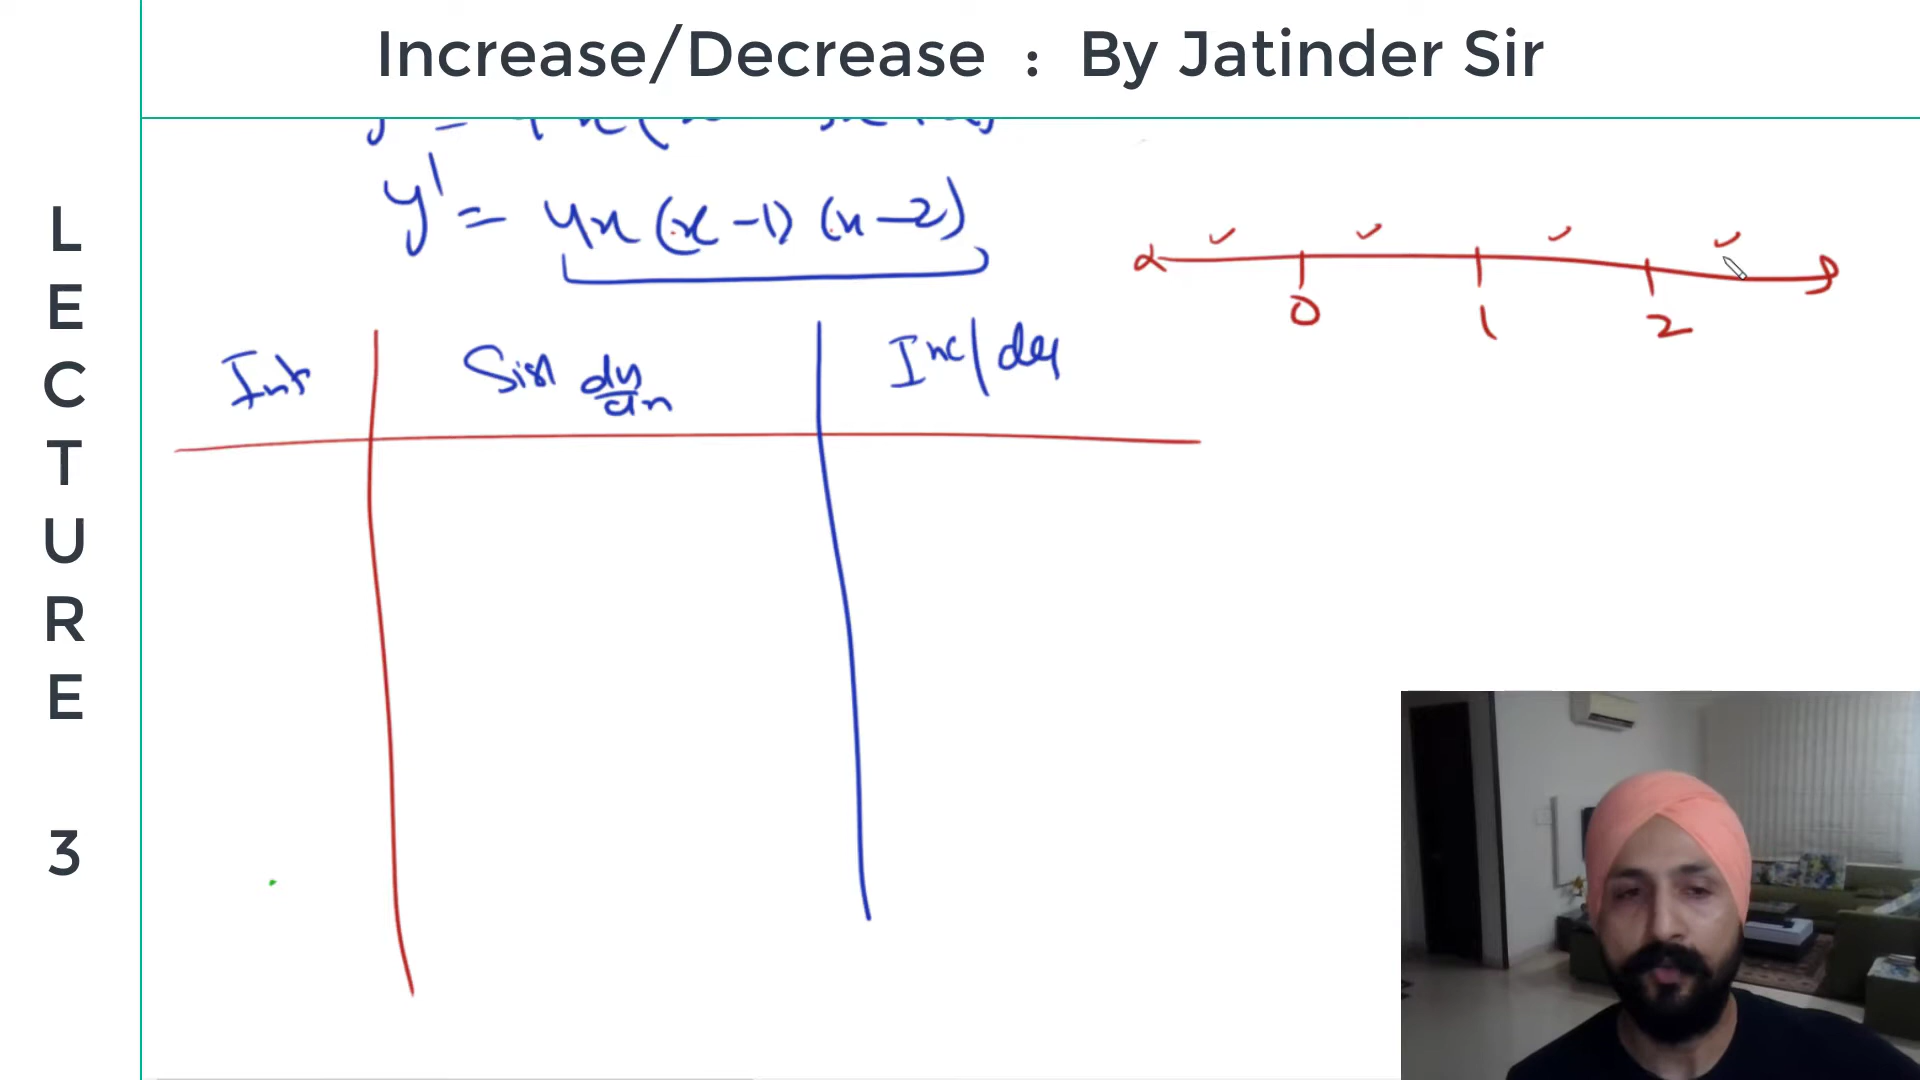 Increase/Decrease : By Jatinder Sir
LECTURE 3
y' = 4x (x-1) (x-2)
0 1 2
Int
Sign dy/dx
Inc/dec